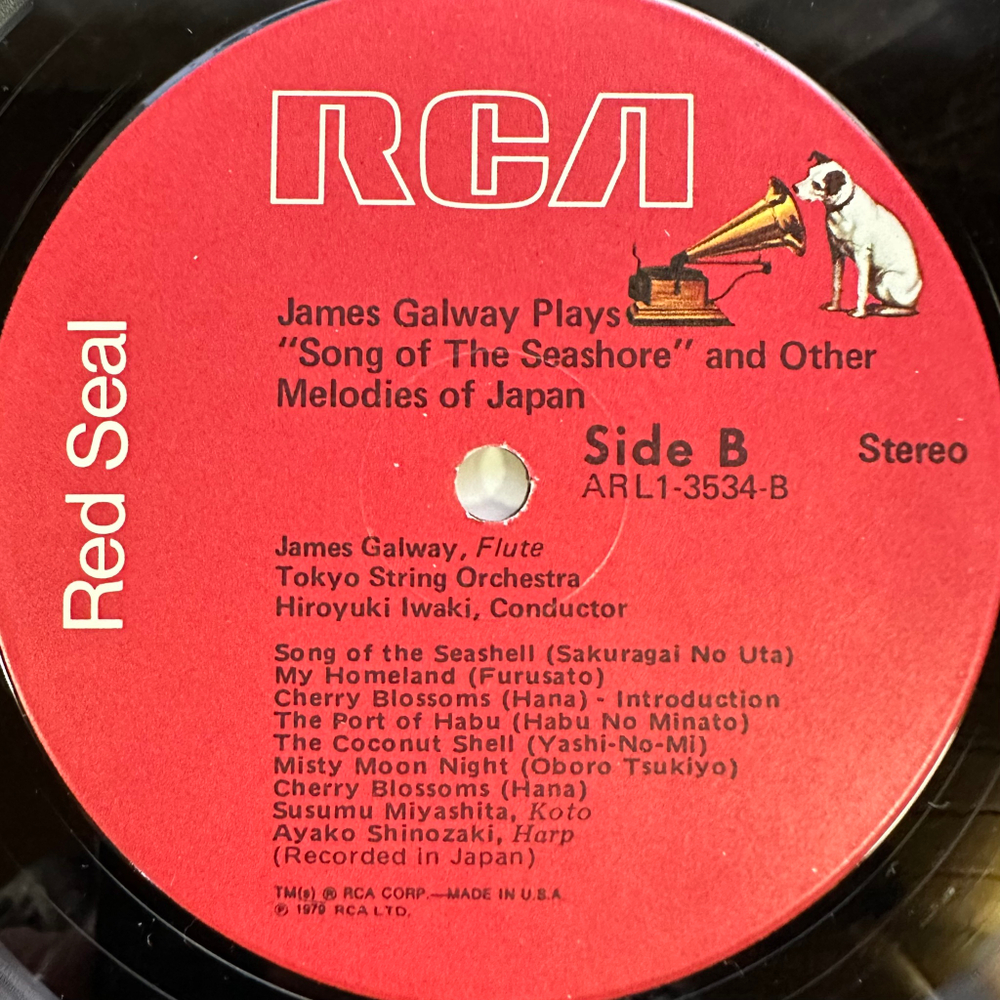 RCA
Red Seal
James Galway Plays
"Song of The Seashore" and Other
Melodies of Japan
Side B
Stereo
ARL1-3534-B
James Galway, Flute
Tokyo String Orchestra
Hiroyuki Iwaki, Conductor
Song of the Seashell (Sakuragai No Uta)
My Homeland (Furusato)
Cherry Blossoms (Hana) - Introduction
The Port of Habu (Habu No Minato)
The Coconut Shell (Yashi-No-Mi)
Misty Moon Night (Oboro Tsukiyo)
Cherry Blossoms (Hana)
Susumu Miyashita, Koto
Ayako Shinozaki, Harp
(Recorded in Japan)
TM(s) ® RCA CORP.—MADE IN U.S.A.
℗ 1979 RCA LTD.